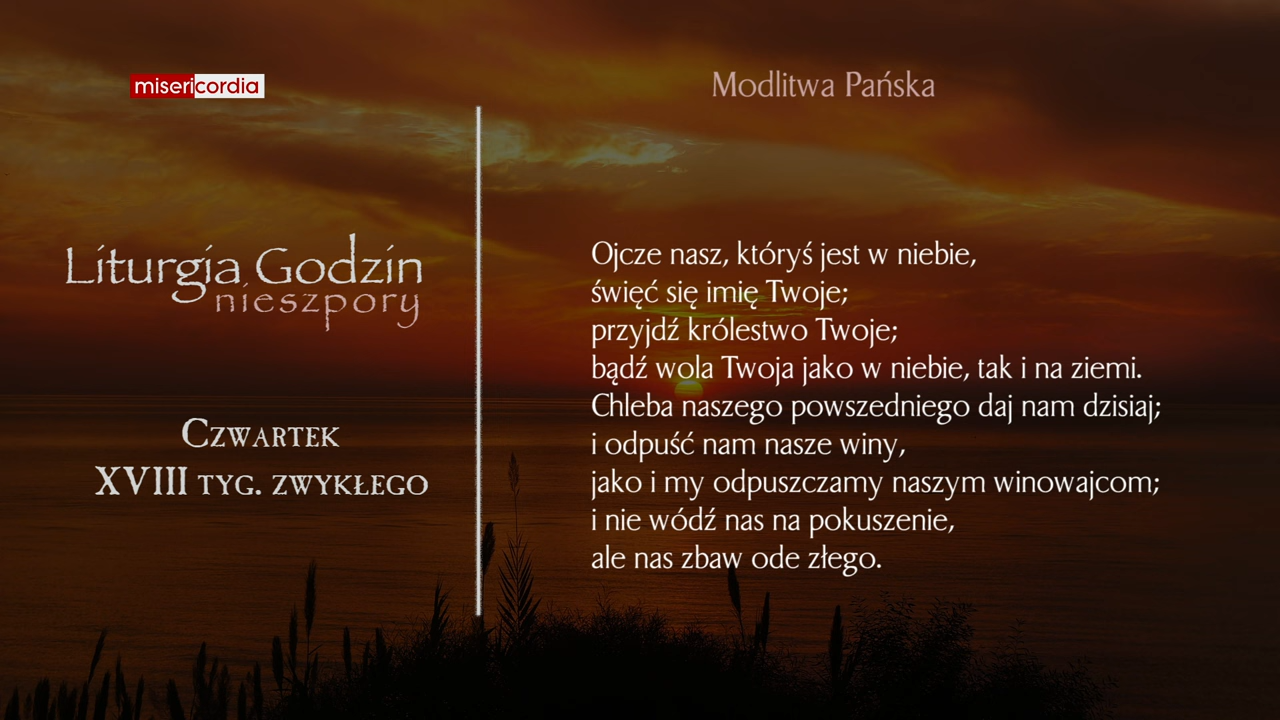 misericordia
Liturgia Godzin
nieszpory
Czwartek
XVIII tyg. zwykłego
Modlitwa Pańska
Ojcze nasz, któryś jest w niebie,
święć się imię Twoje;
przyjdź królestwo Twoje;
bądź wola Twoja jako w niebie, tak i na ziemi.
Chleba naszego powszedniego daj nam dzisiaj;
i odpuść nam nasze winy,
jako i my odpuszczamy naszym winowajcom;
i nie wódź nas na pokuszenie,
ale nas zbaw ode złego.